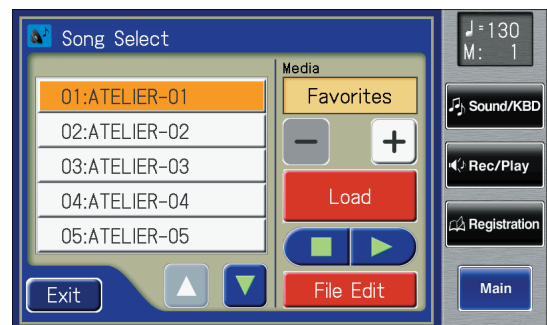 Song Select
♩=130
M: 1
Media
Favorites
01:ATELIER-01
02:ATELIER-02
03:ATELIER-03
04:ATELIER-04
05:ATELIER-05
− +
Load
File Edit
Exit
Sound/KBD
Rec/Play
Registration
Main